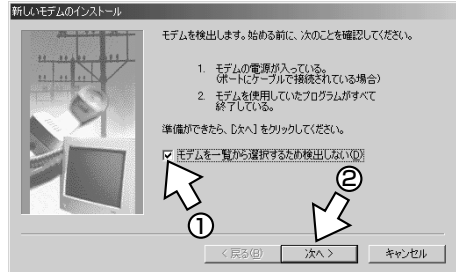 新しいモデムのインストール
モデムを検出します。始める前に、次のことを確認してください。
1. モデムの電源が入っている。
(ポートにケーブルで接続されている場合)
2. モデムを使用していたプログラムがすべて
終了している。
準備ができたら、[次へ] をクリックしてください。
モデムを一覧から選択するため検出しない(D)
①
②
< 戻る(B)
次へ >
キャンセル